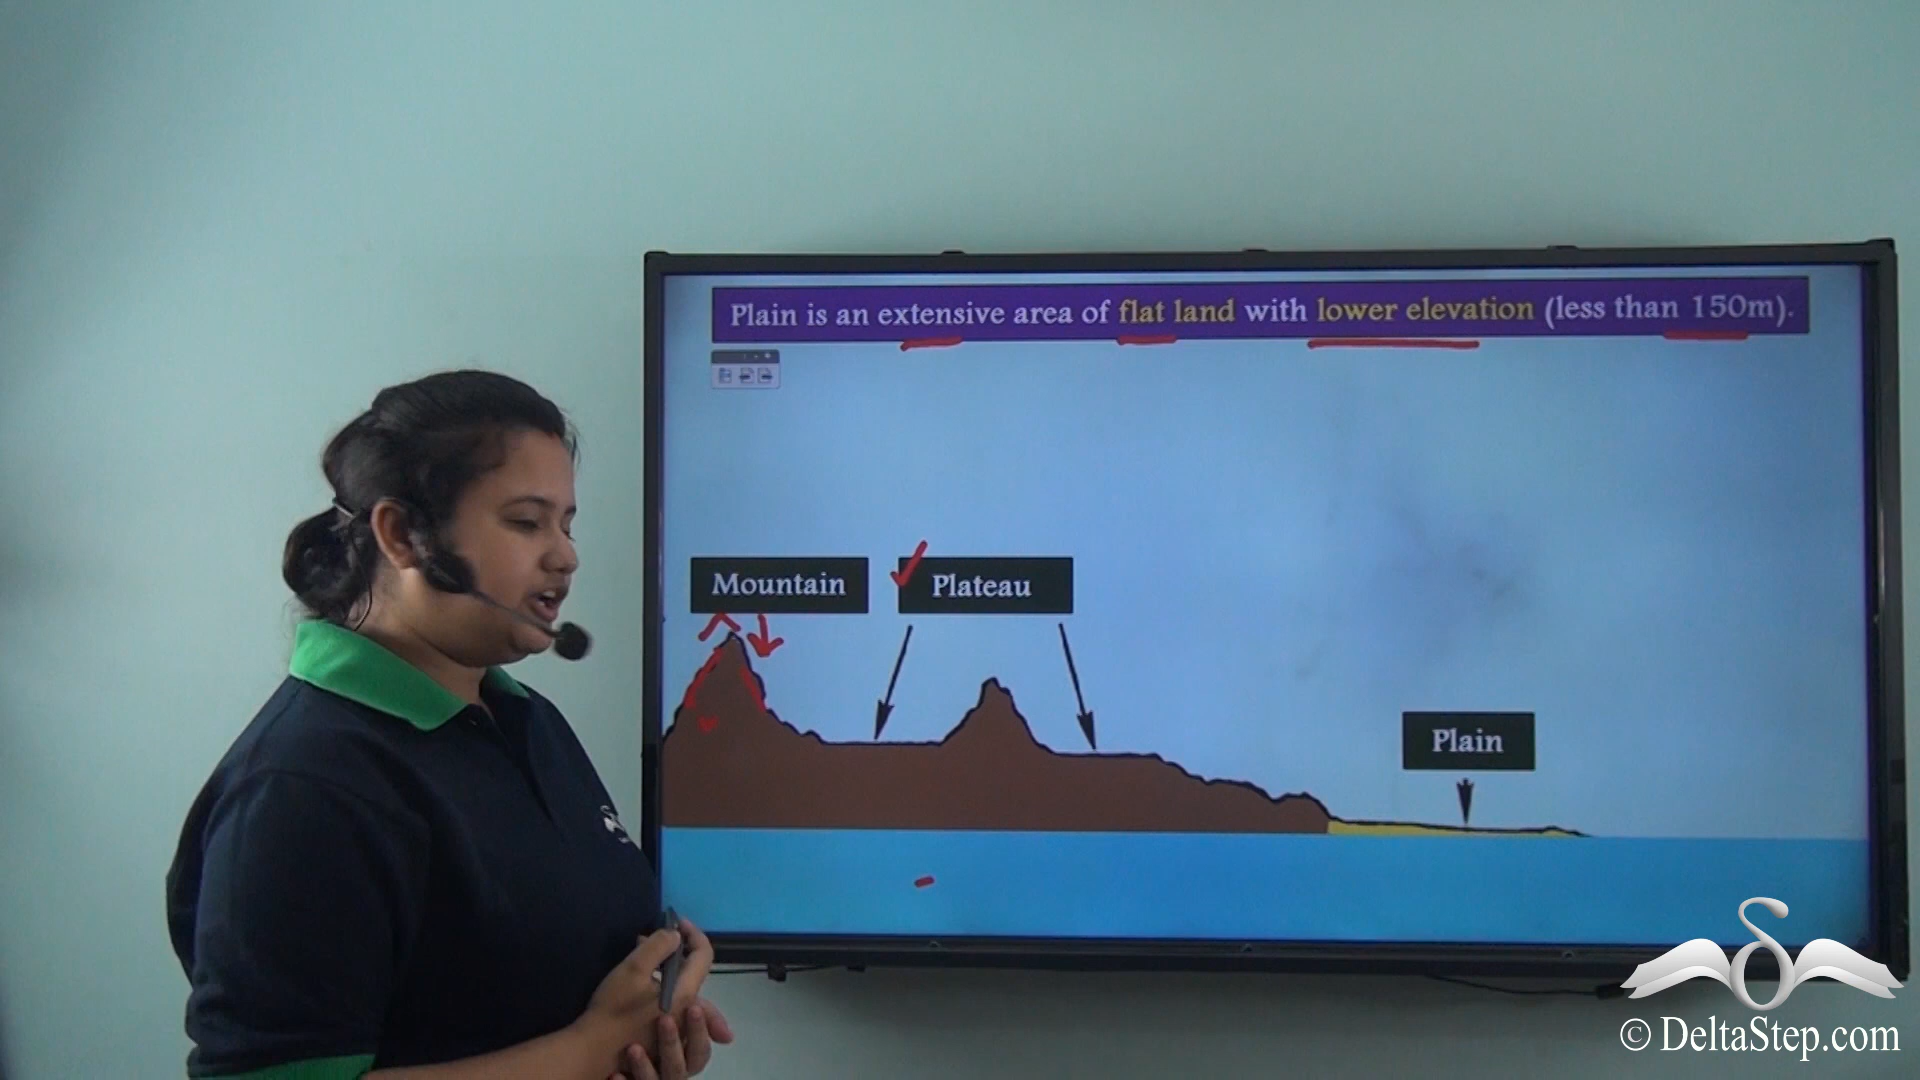 Plain is an extensive area of flat land with lower elevation (less than 150m).
Mountain
Plateau
Plain
© DeltaStep.com